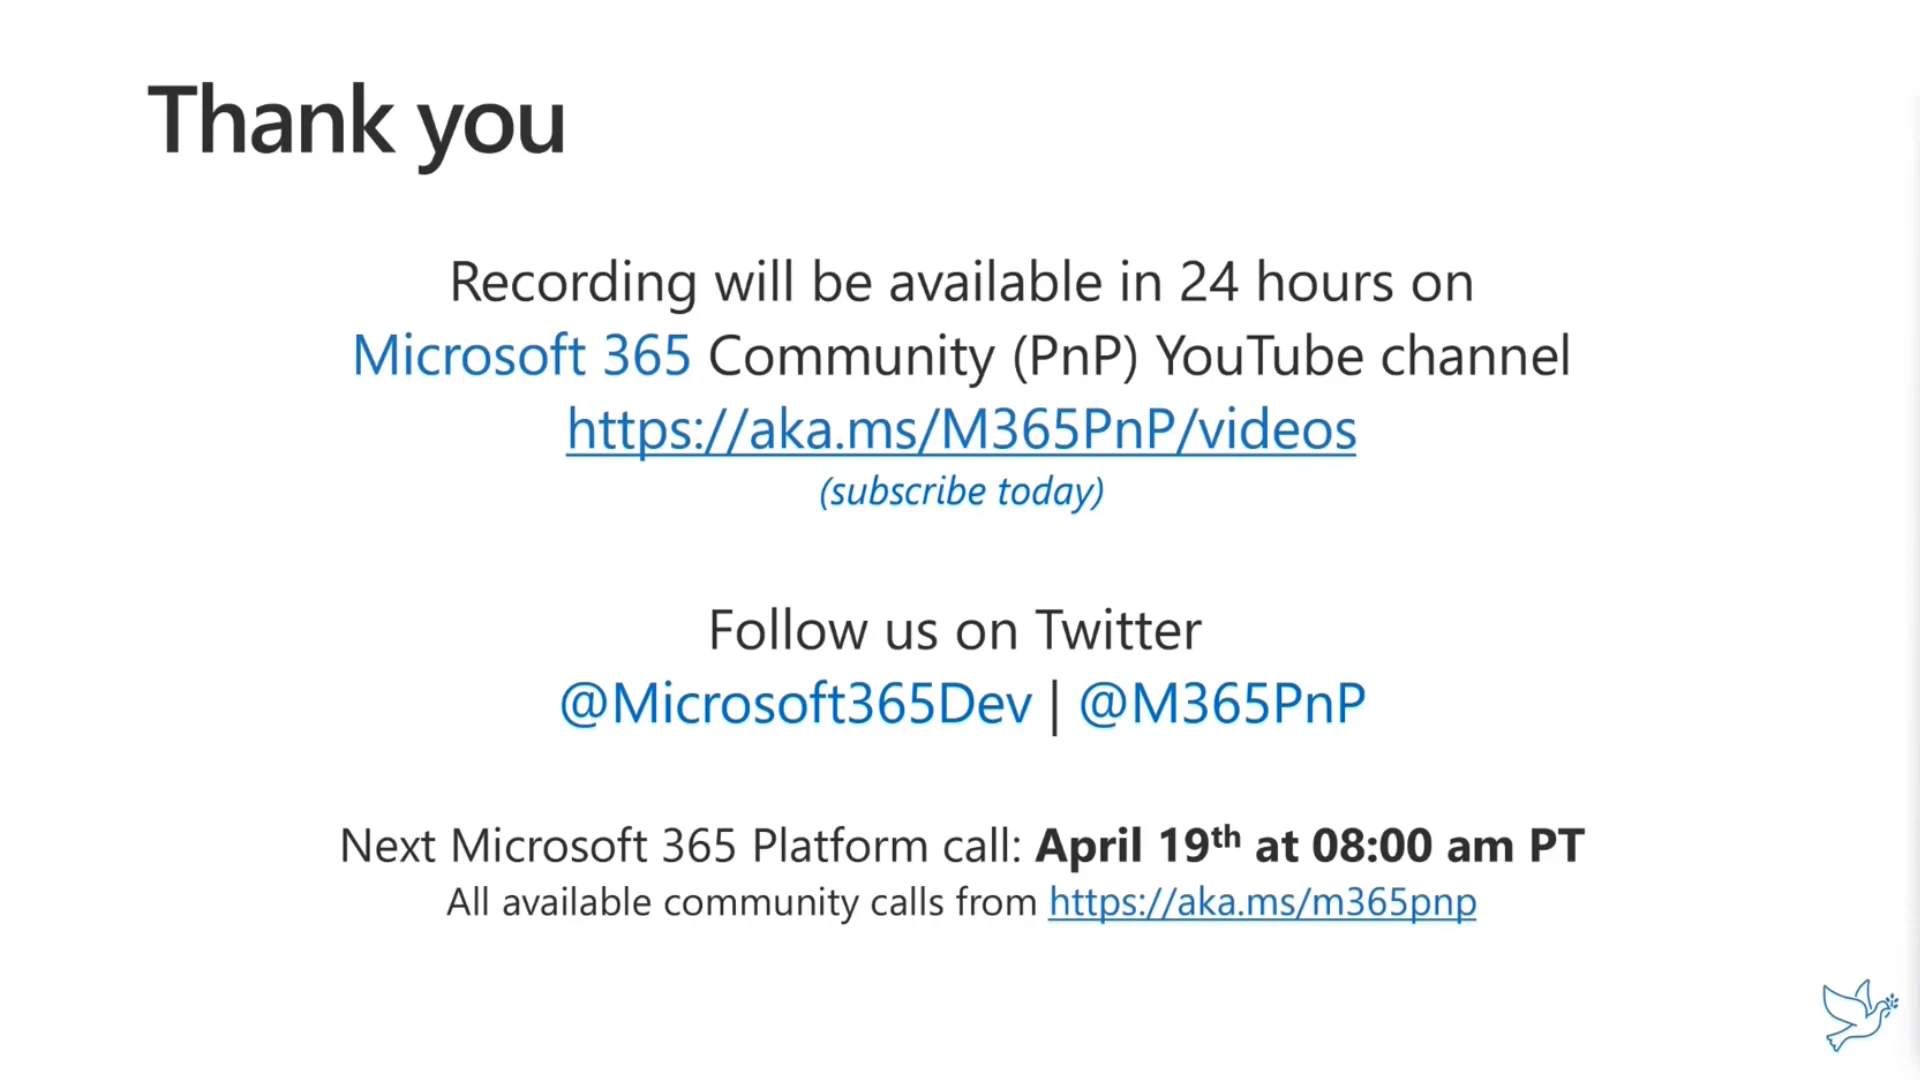 Thank you
Recording will be available in 24 hours on
Microsoft 365 Community (PnP) YouTube channel
https://aka.ms/M365PnP/videos
(subscribe today)
Follow us on Twitter
@Microsoft365Dev | @M365PnP
Next Microsoft 365 Platform call: April 19th at 08:00 am PT
All available community calls from https://aka.ms/m365pnp